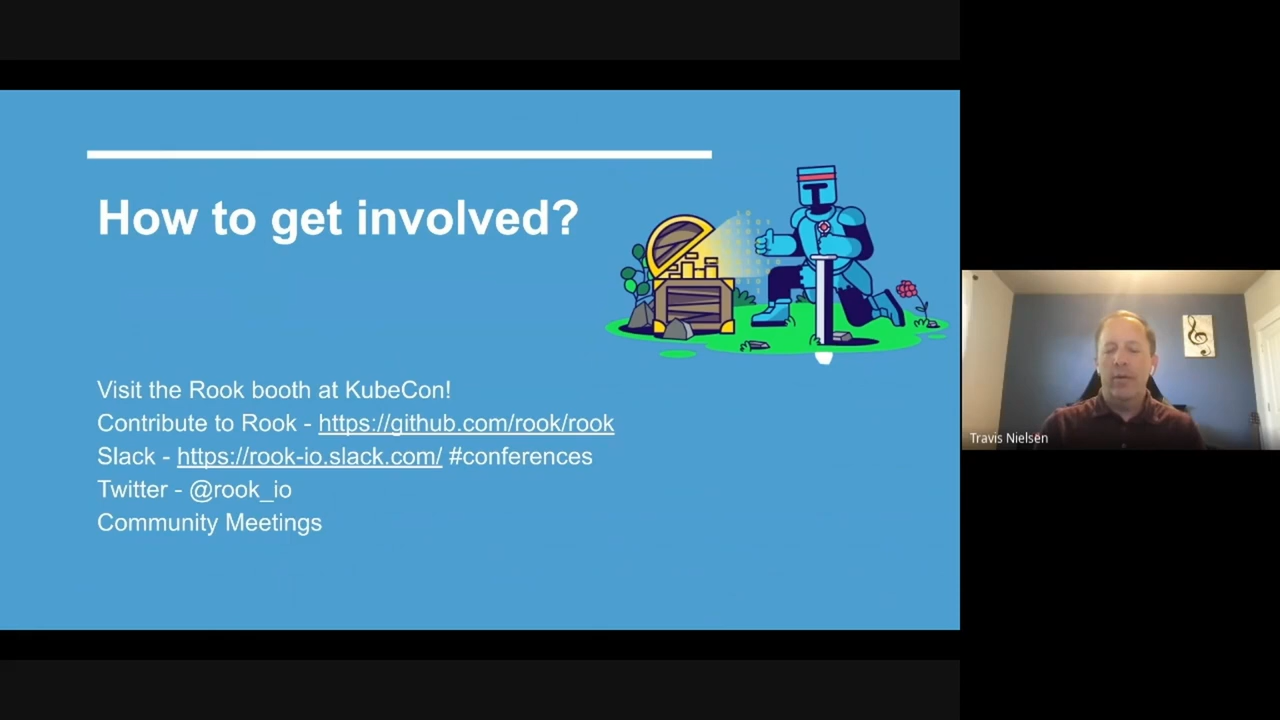 How to get involved?
Visit the Rook booth at KubeCon!
Contribute to Rook - https://github.com/rook/rook
Slack - https://rook-io.slack.com/ #conferences
Twitter - @rook_io
Community Meetings
Travis Nielsen